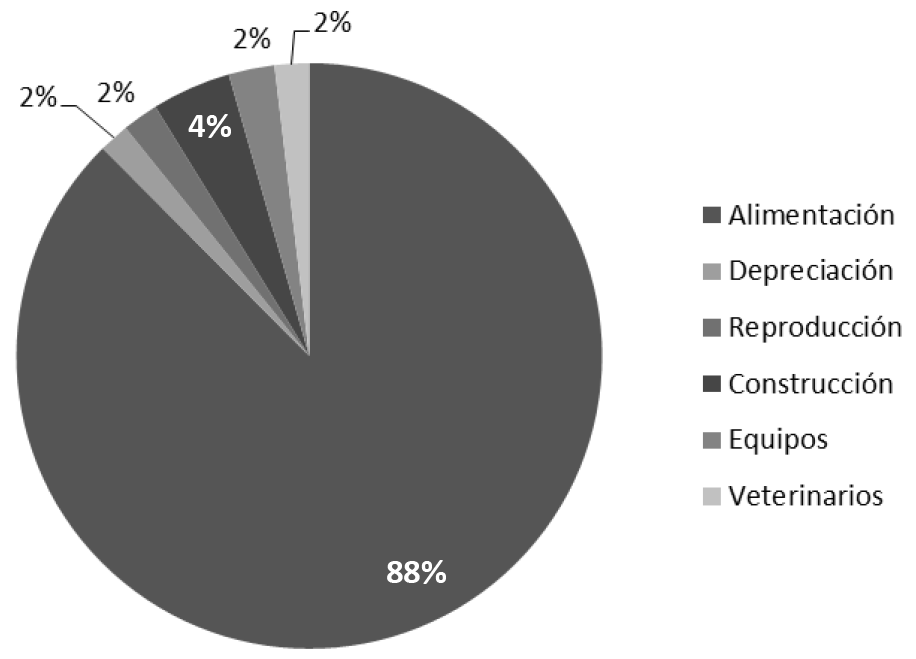 2%
2%
2%
2%
4%
88%
Alimentación
Depreciación
Reproducción
Construcción
Equipos
Veterinarios